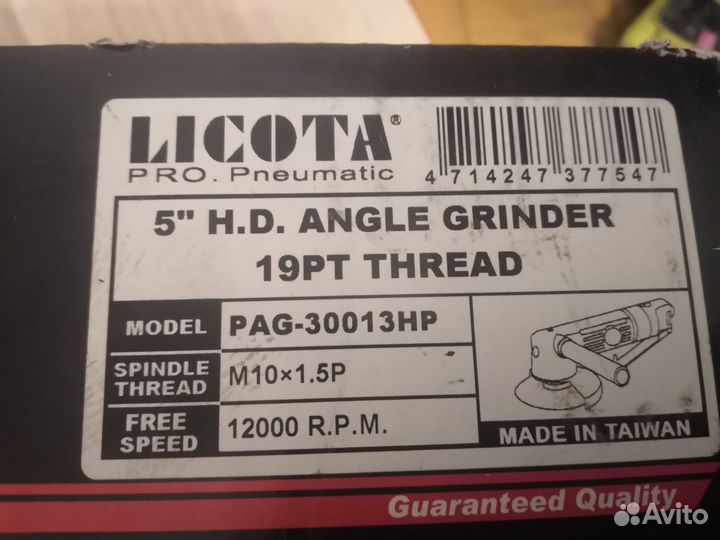 LICOTA®
PRO. Pneumatic
4 714247 377547
5" H.D. ANGLE GRINDER
19PT THREAD
MODEL PAG-30013HP
SPINDLE THREAD M10×1.5P
FREE SPEED 12000 R.P.M.
MADE IN TAIWAN
Guaranteed Quality
Avito